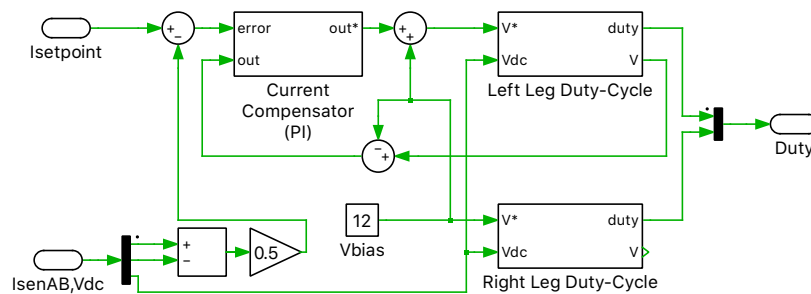 Isetpoint
+
−
error
out*
out
Current
Compensator
(PI)
+
+
V*
duty
Vdc
V
Left Leg Duty-Cycle
−
+
Duty
12
Vbias
V*
duty
Vdc
V
Right Leg Duty-Cycle
IsenAB,Vdc
+
−
0.5